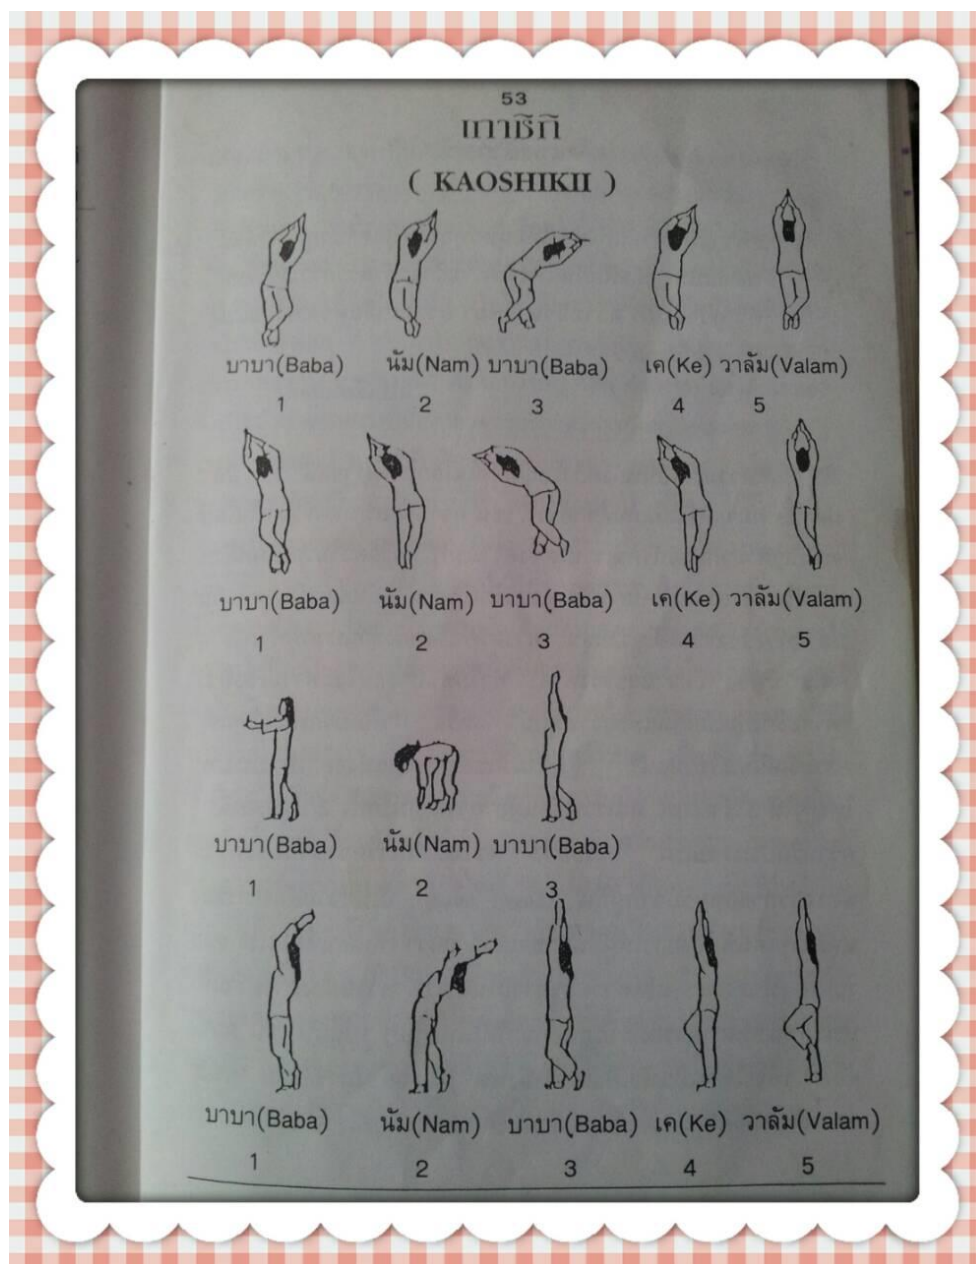 53
เกาชิกี
( KAOSHIKII )
บาบา(Baba) นัม(Nam) บาบา(Baba) เค(Ke) วาลัม(Valam)
1 2 3 4 5
บาบา(Baba) นัม(Nam) บาบา(Baba) เค(Ke) วาลัม(Valam)
1 2 3 4 5
บาบา(Baba) นัม(Nam) บาบา(Baba)
1 2 3
บาบา(Baba) นัม(Nam) บาบา(Baba) เค(Ke) วาลัม(Valam)
1 2 3 4 5